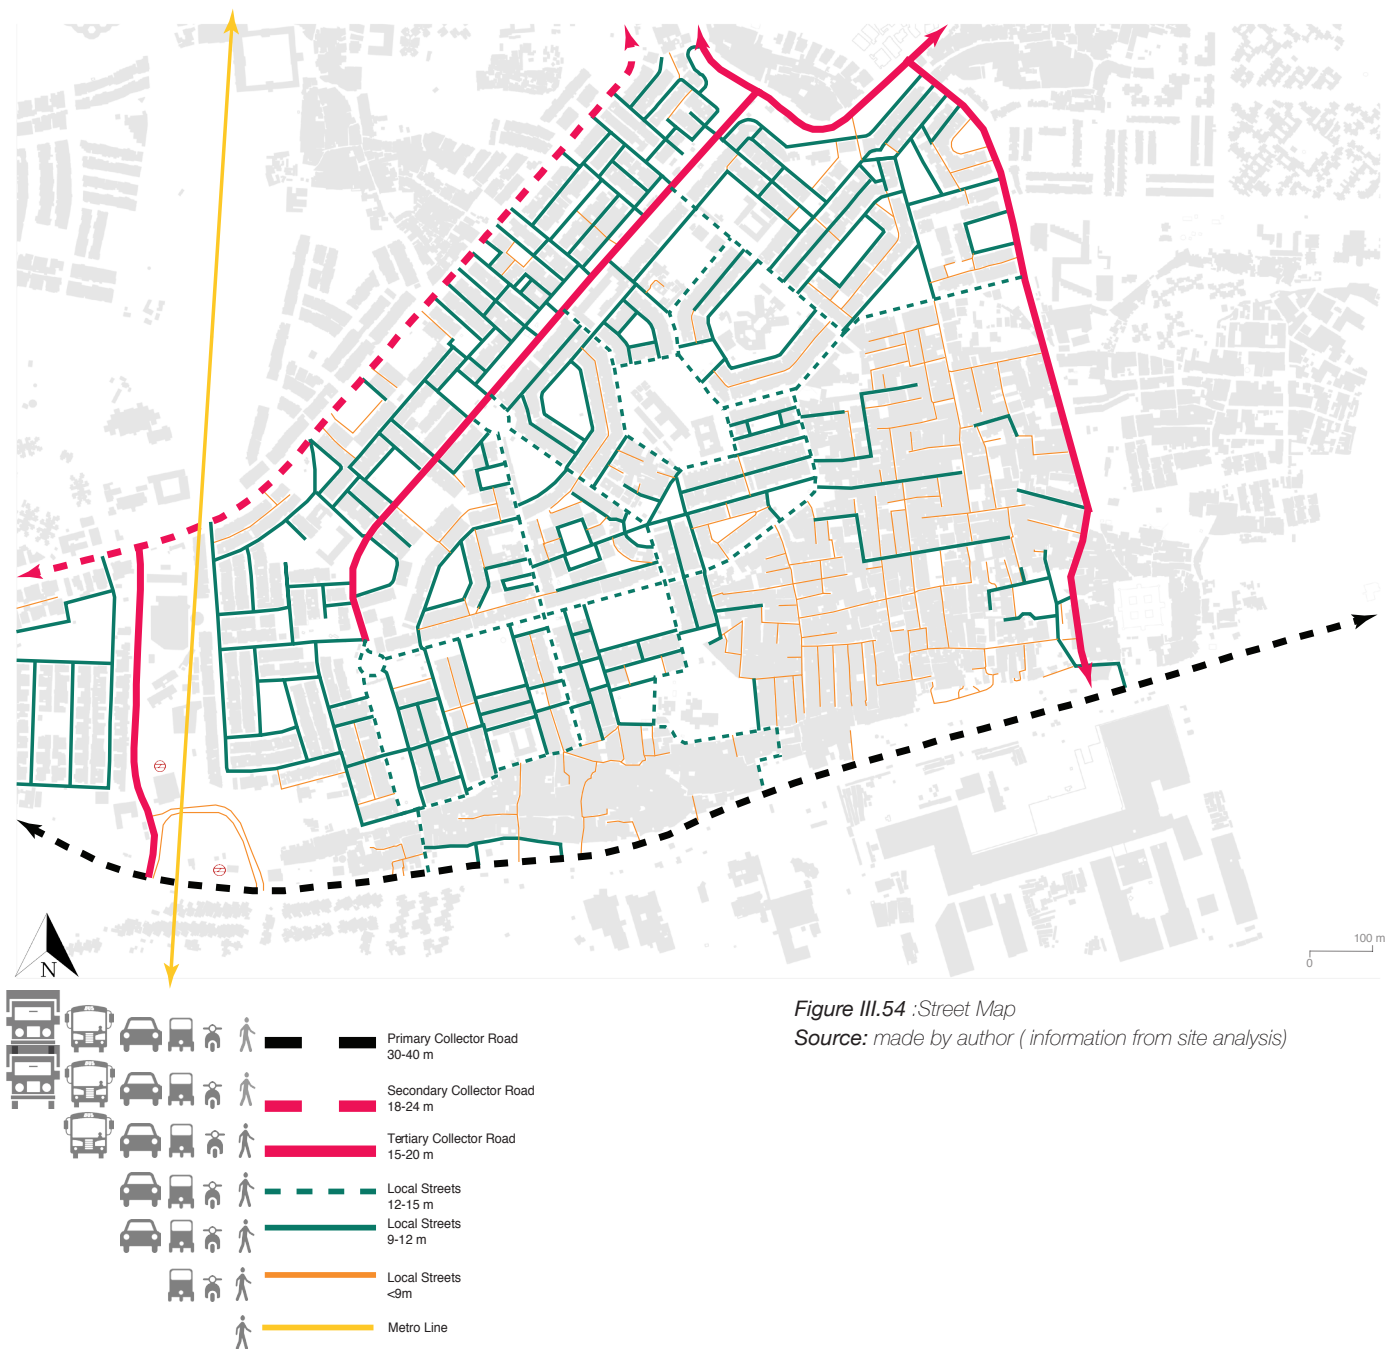 N
100 m
0
Figure III.54 :Street Map
Source: made by author ( information from site analysis)
Primary Collector Road
30-40 m
Secondary Collector Road
18-24 m
Tertiary Collector Road
15-20 m
Local Streets
12-15 m
Local Streets
9-12 m
Local Streets
<9m
Metro Line